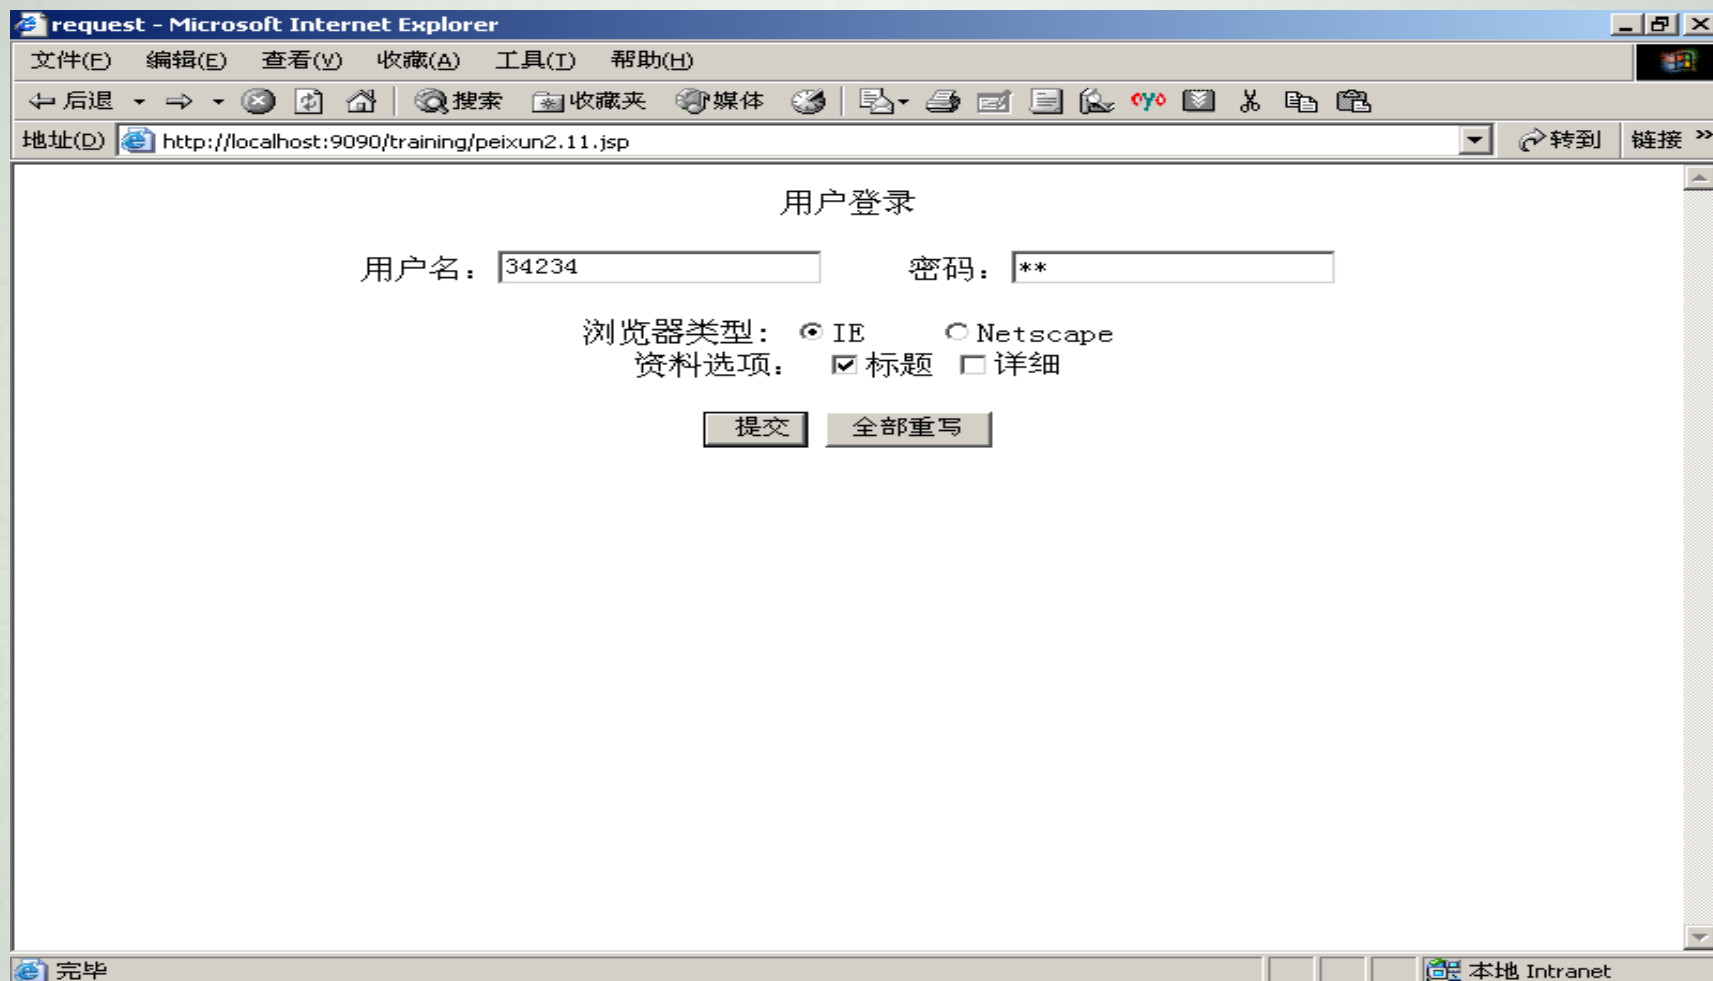 request - Microsoft Internet Explorer
文件(F) 编辑(E) 查看(V) 收藏(A) 工具(T) 帮助(H)
后退 搜索 收藏夹 媒体
地址(D) http://localhost:9090/training/peixun2.11.jsp 转到 链接 »
用户登录
用户名：34234 密码：**
浏览器类型： IE Netscape
资料选项： 标题 详细
提交 全部重写
完毕 本地 Intranet